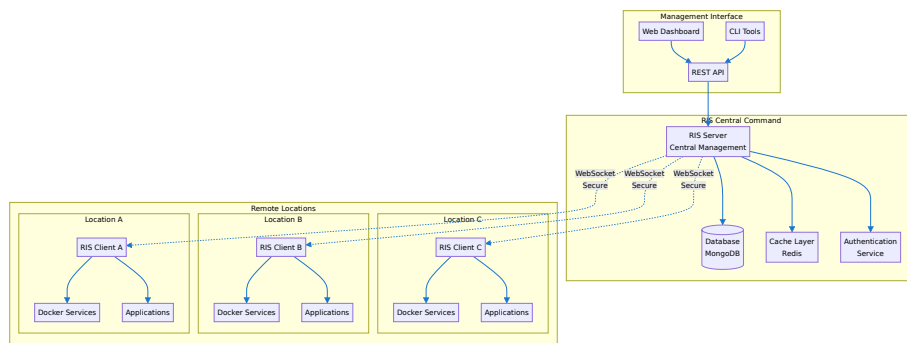 Management Interface
Web Dashboard
CLI Tools
REST API
RIS Central Command
RIS Server
Central Management
WebSocket
Secure
WebSocket
Secure
WebSocket
Secure
Database
MongoDB
Cache Layer
Redis
Authentication
Service
Remote Locations
Location A
Location B
Location C
RIS Client A
RIS Client B
RIS Client C
Docker Services
Applications
Docker Services
Applications
Docker Services
Applications